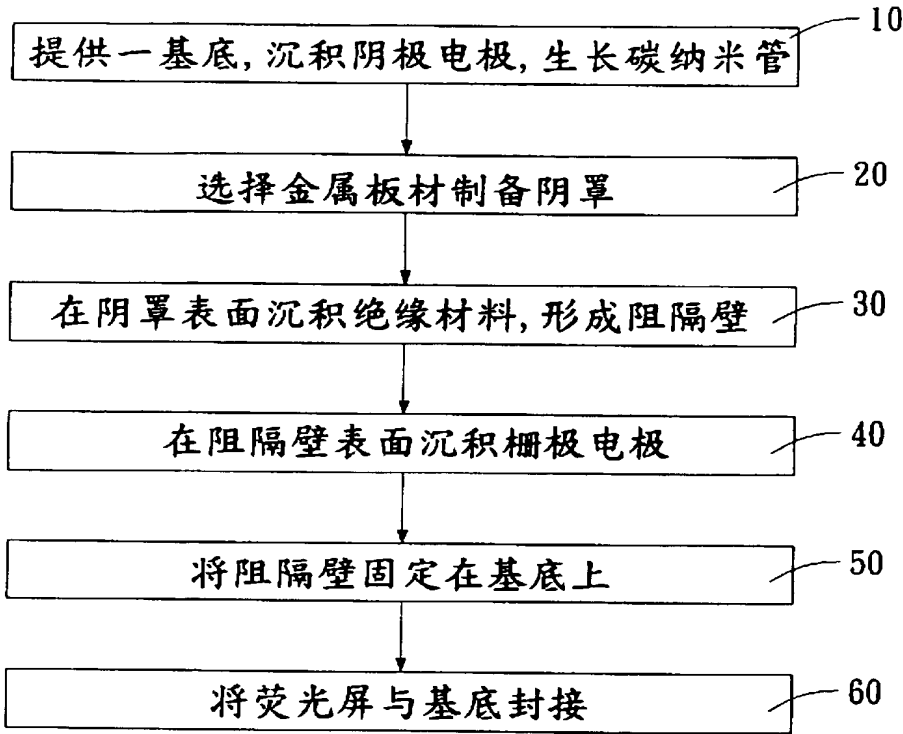 提供一基底,沉积阴极电极,生长碳纳米管
10
选择金属板材制备阴罩
20
在阴罩表面沉积绝缘材料,形成阻隔壁
30
在阻隔壁表面沉积栅极电极
40
将阻隔壁固定在基底上
50
将荧光屏与基底封接
60